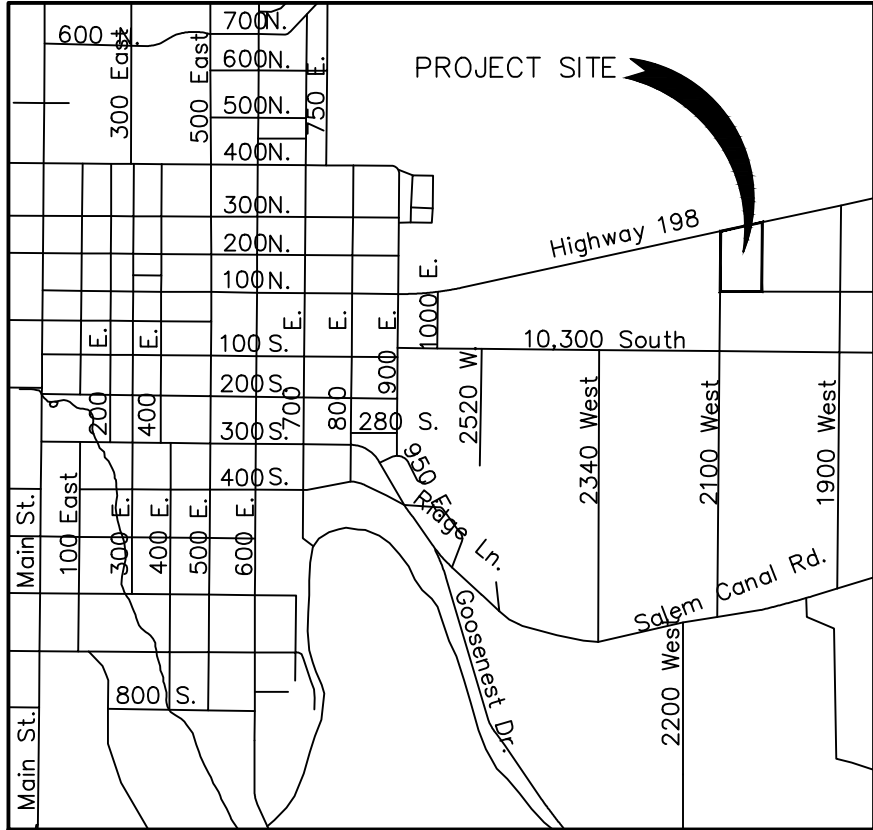 700N.
600 E.
300 East
500 East
600N.
750 E.
PROJECT SITE
500N.
400N.
300N.
200N.
100N.
Highway 198
1000 E.
200 E.
400 E.
100 S.
700 E.
800 E.
900 E.
10,300 South
200 S.
280 S.
300 S.
400 S.
2520 W.
2340 West
2100 West
1900 West
950 E.
Ridge Ln.
Main St.
100 East
300 E.
400 E.
500 E.
600 E.
Goosenest Dr.
Salem Canal Rd.
2200 West
800 S.
Main St.